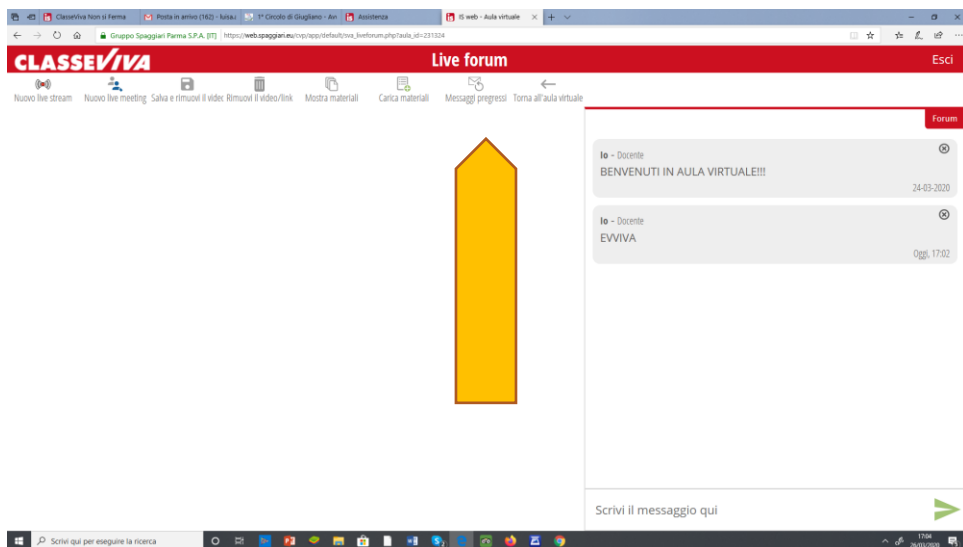 ClasseViva Non si Ferma
Posta in arrivo (162) - luisa.i
1° Circolo di Giugliano - Ari
Assistenza
IS web - Aula virtuale
Gruppo Spaggiari Parma S.P.A. [IT]
https://web.spaggiari.eu/cvp/app/default/sva_liveforum.php?aula_id=231324
CLASSEVIVA
Live forum
Esci
Nuovo live stream
Nuovo live meeting
Salva e rimuovi il video
Rimuovi il video/link
Mostra materiali
Carica materiali
Messaggi pregressi
Torna all'aula virtuale
Forum
Io - Docente
BENVENUTI IN AULA VIRTUALE!!!
24-03-2020
Io - Docente
EVVIVA
Oggi, 17:02
Scrivi il messaggio qui
Scrivi qui per eseguire la ricerca
17:04
26/03/2020